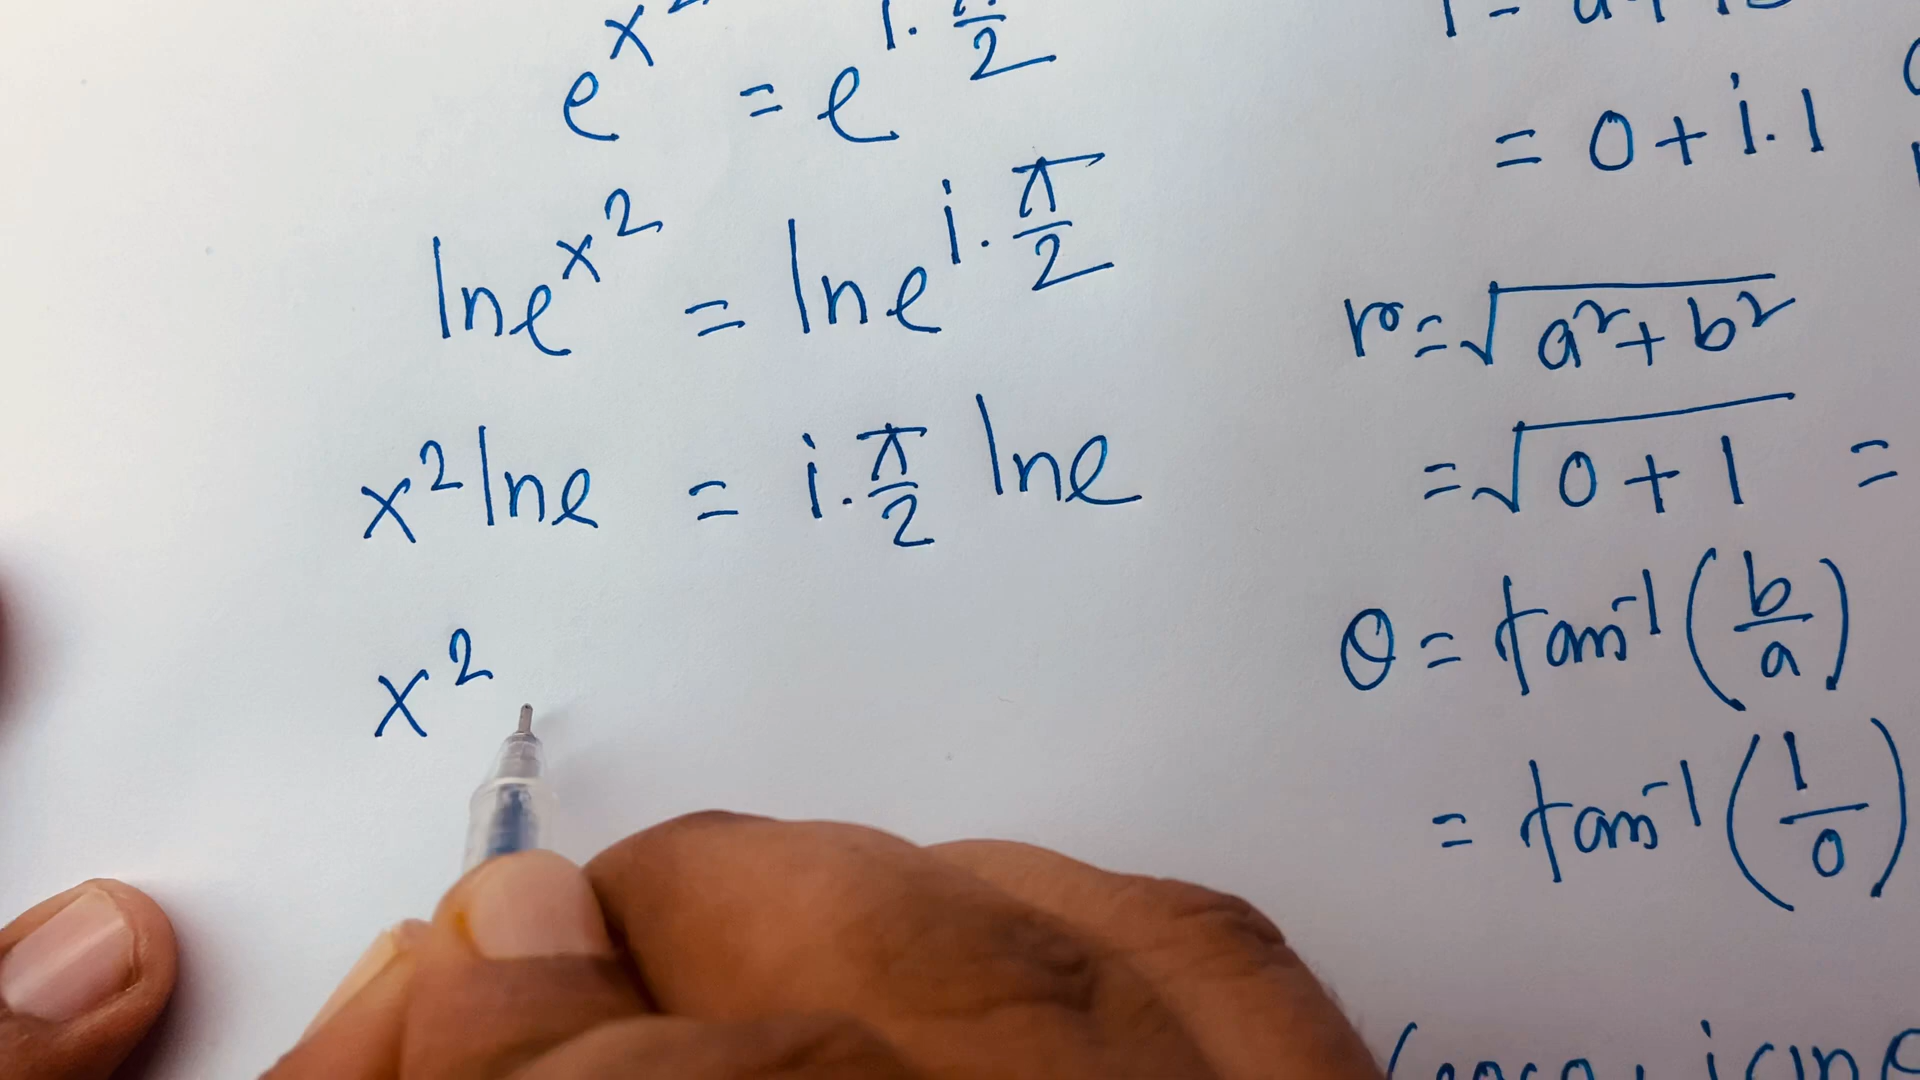 e^x² = e^(i.π/2)
ln e^x² = ln e^(i.π/2)
x² ln e = i.π/2 ln e
x²
= 0 + i.1
r = √(a² + b²)
= √(0 + 1) =
θ = tan⁻¹(b/a)
= tan⁻¹(1/0)